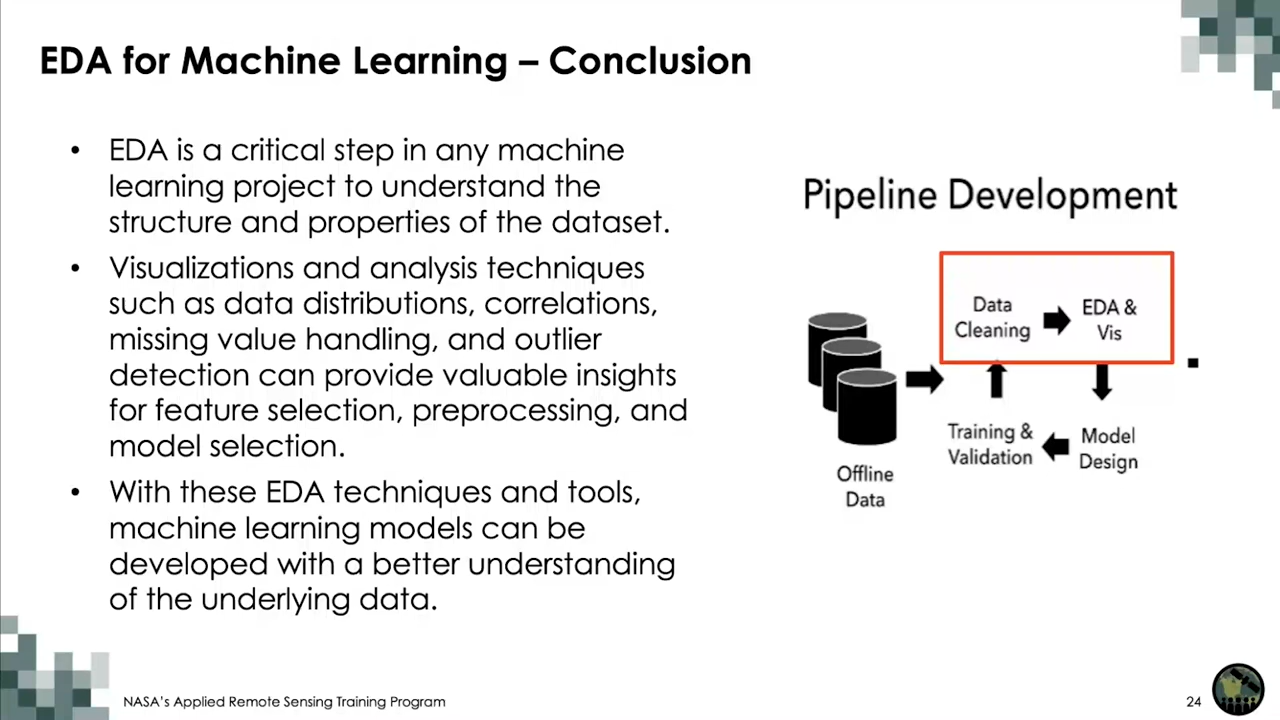 EDA for Machine Learning – Conclusion
• EDA is a critical step in any machine
learning project to understand the
structure and properties of the dataset.
• Visualizations and analysis techniques
such as data distributions, correlations,
missing value handling, and outlier
detection can provide valuable insights
for feature selection, preprocessing, and
model selection.
• With these EDA techniques and tools,
machine learning models can be
developed with a better understanding
of the underlying data.
Pipeline Development
Data
Cleaning
EDA &
Vis
Training &
Validation
Model
Design
Offline
Data
NASA's Applied Remote Sensing Training Program
24